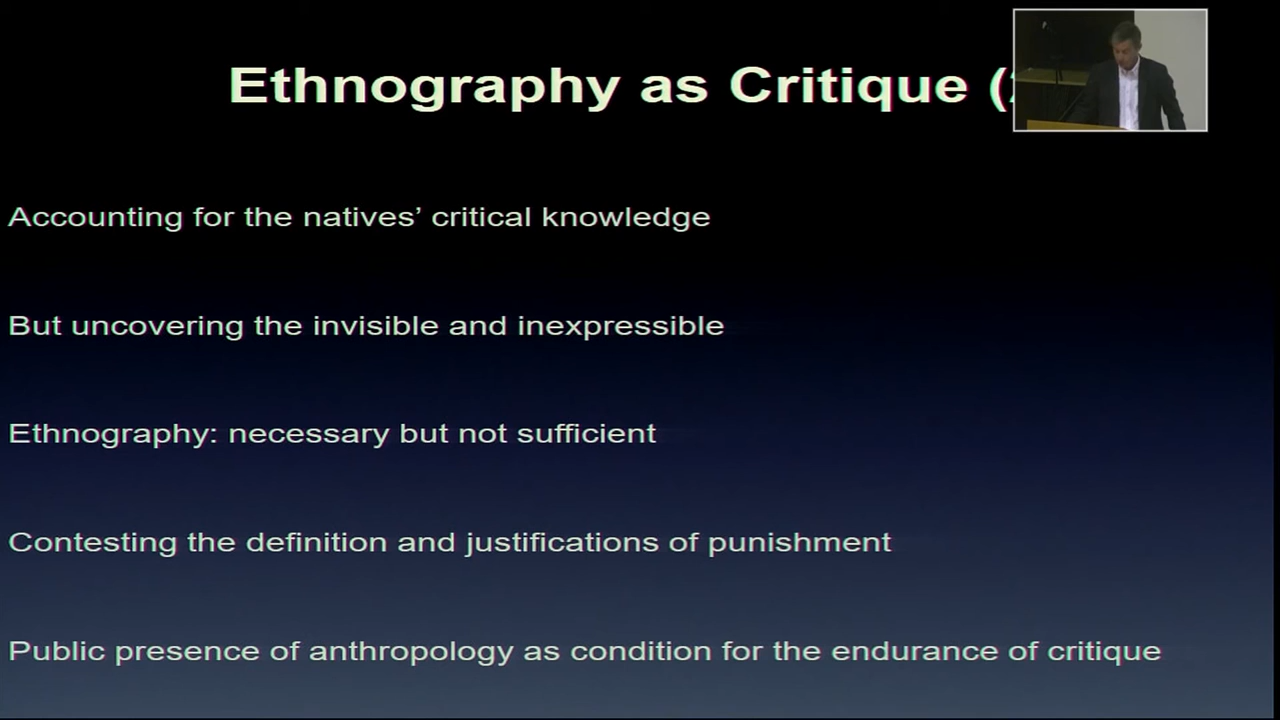 Ethnography as Critique (
Accounting for the natives’ critical knowledge
But uncovering the invisible and inexpressible
Ethnography: necessary but not sufficient
Contesting the definition and justifications of punishment
Public presence of anthropology as condition for the endurance of critique